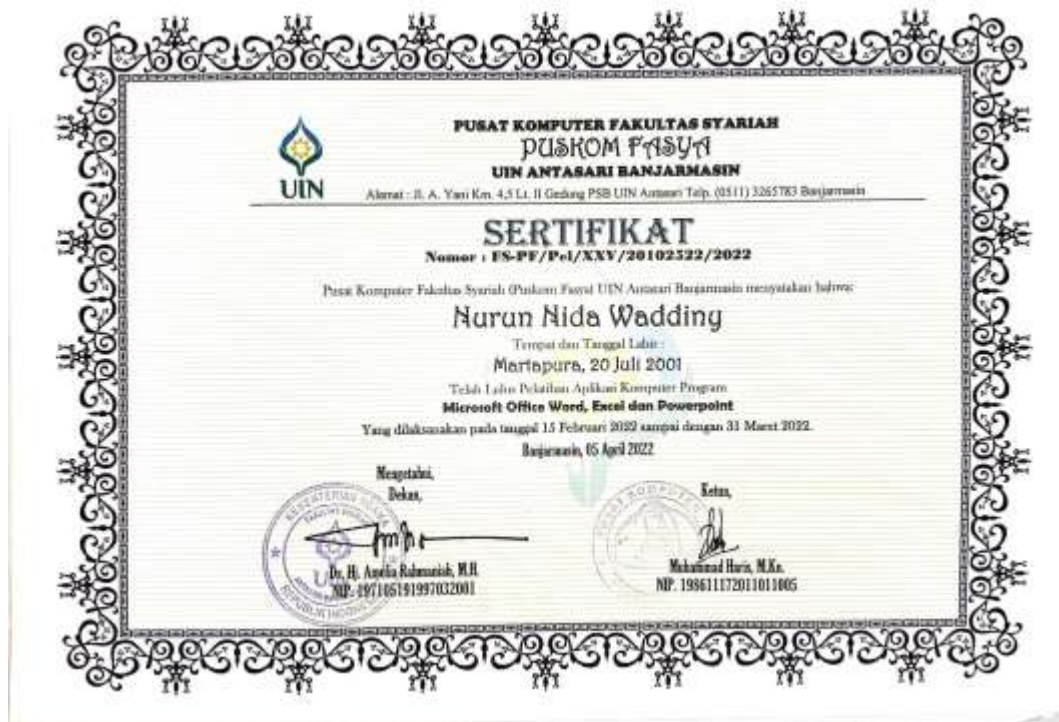 PUSAT KOMPUTER FAKULTAS SYARIAH
PUSKOM FASYA
UIN ANTASARI BANJARMASIN
Alamat : Jl. A. Yani Km. 4,5 Lt. II Gedung PSB UIN Antasari Telp. (0511) 3265783 Banjarmasin
UIN
SERTIFIKAT
Nomor : FS-PF/Pel/XXV/20102522/2022
Pusat Komputer Fakultas Syariah (Puskom Fasya) UIN Antasari Banjarmasin menyatakan bahwa:
Nurun Nida Wadding
Tempat dan Tanggal Lahir :
Martapura, 20 Juli 2001
Telah Lulus Pelatihan Aplikasi Komputer Program
Microsoft Office Word, Excel dan Powerpoint
Yang dilaksanakan pada tanggal 15 Februari 2022 sampai dengan 31 Maret 2022.
Banjarmasin, 05 April 2022
Mengetahui,
Dekan,
Dr. Hj. Amelia Rahmaniah, M.H.
NIP. 197105191997032001
Ketua,
Muhammad Haris, M.Kn.
NIP. 198611172011011005
KEMENTERIAN AGAMA
REPUBLIK INDONESIA